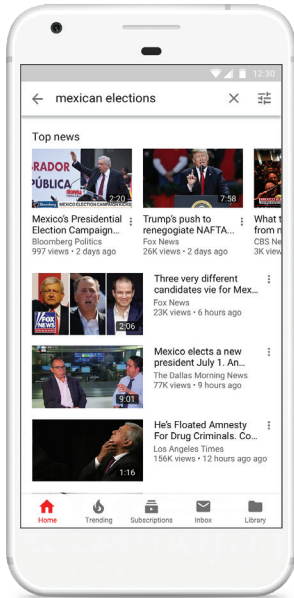 12:30
mexican elections
Top news
BRADOR
PÚBLICA
Bloomberg MEXICO ELECTION CAMPAIGN KICKS
2:20
7:58
Mexico's Presidential
Election Campaign...
Bloomberg Politics
997 views • 2 days ago
Trump's push to
renegogiate NAFTA...
Fox News
26K views • 2 days ago
What t
from n
CBS Ne
3K view
FOX
NEWS
2:06
Three very different
candidates vie for Mex...
Fox News
23K views • 6 hours ago
9:01
Mexico elects a new
president July 1. An...
The Dallas Morning News
77K views • 9 hours ago
1:16
He's Floated Amnesty
For Drug Criminals. Co...
Los Angeles Times
156K views • 12 hours ago ago
Home
Trending
Subscriptions
Inbox
Library